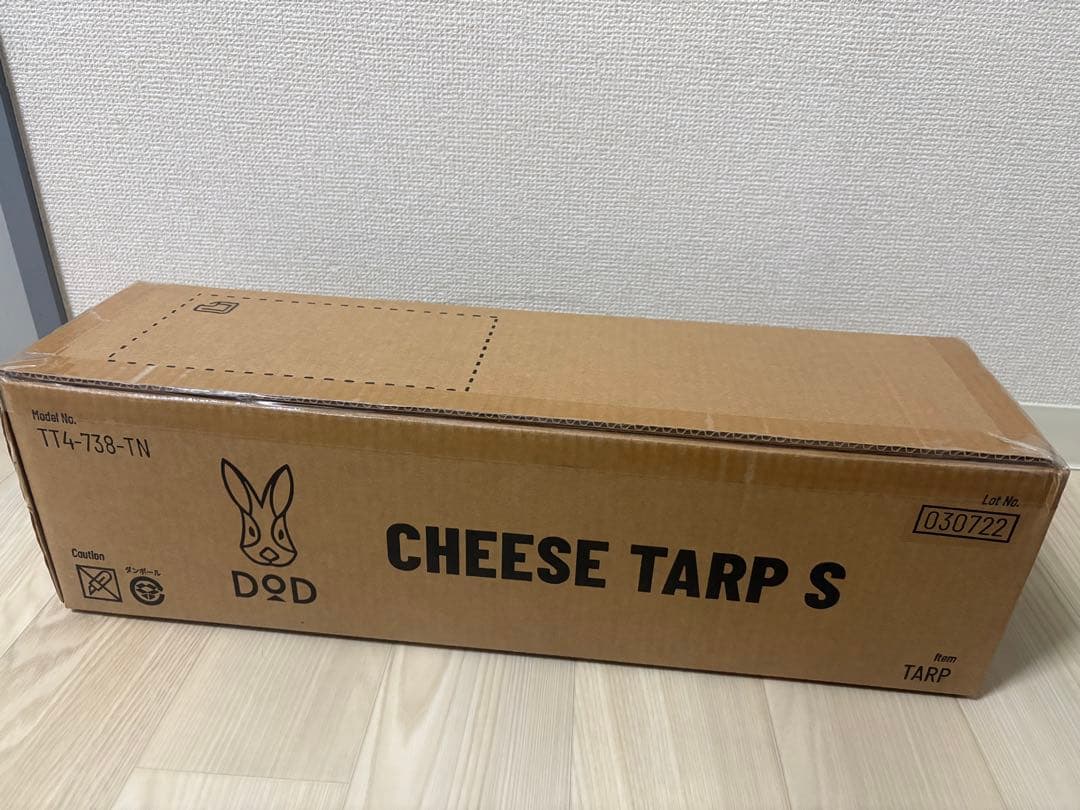 Model No.
TT4-738-TN
Lot No.
030722
DOD
CHEESE TARP S
Caution
ダンボール
Item
TARP